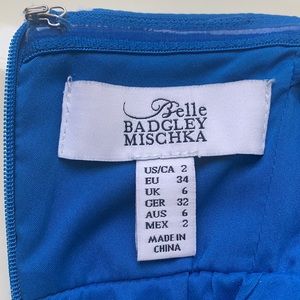 Belle
BADGLEY
MISCHKA
US/CA 2
EU 34
UK 6
GER 32
AUS 6
MEX 2
MADE IN
CHINA